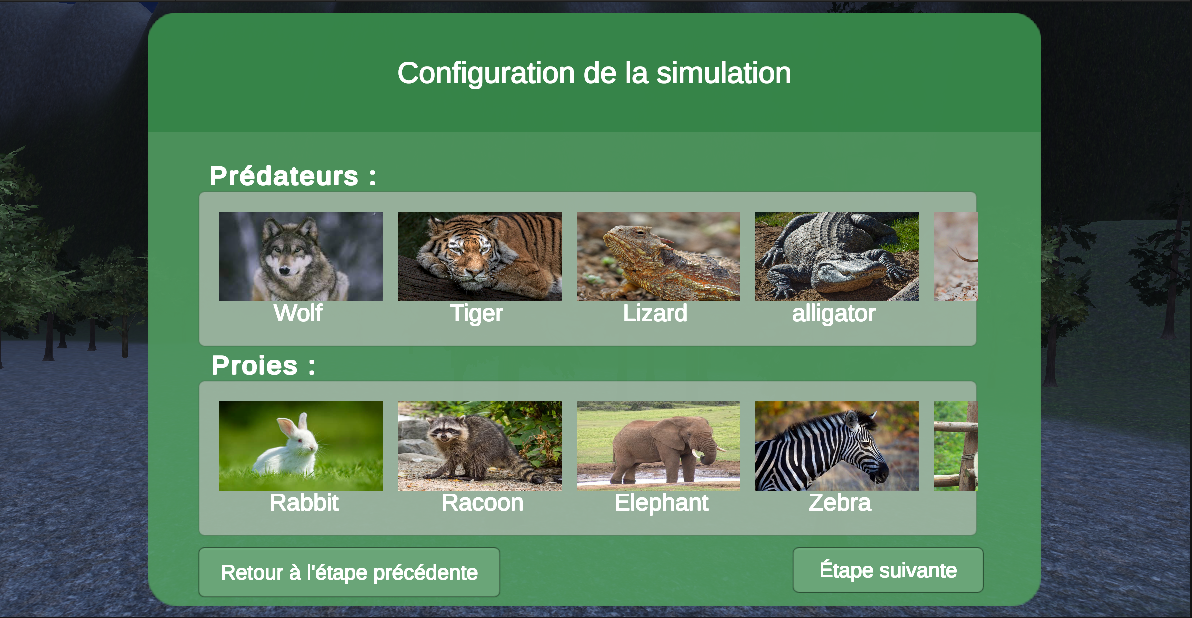 Configuration de la simulation
Prédateurs :
Wolf
Tiger
Lizard
alligator
Proies :
Rabbit
Racoon
Elephant
Zebra
Retour à l'étape précédente
Étape suivante